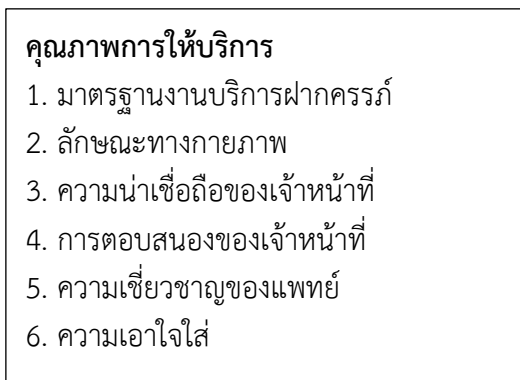 คุณภาพการให้บริการ
1. มาตรฐานงานบริการฝากครรภ์
2. ลักษณะทางกายภาพ
3. ความน่าเชื่อถือของเจ้าหน้าที่
4. การตอบสนองของเจ้าหน้าที่
5. ความเชี่ยวชาญของแพทย์
6. ความเอาใจใส่